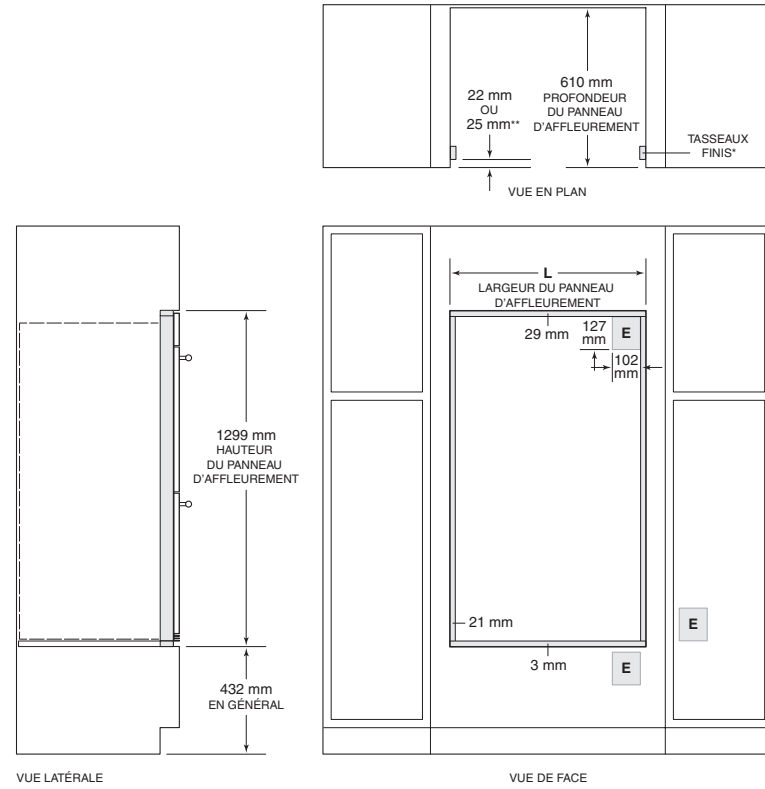 22 mm
OU
25 mm**
610 mm
PROFONDEUR
DU PANNEAU
D'AFFLEUREMENT
TASSEAUX
FINIS*
VUE EN PLAN
L
LARGEUR DU PANNEAU
D'AFFLEUREMENT
29 mm
127
mm
E
102
mm
1299 mm
HAUTEUR
DU PANNEAU
D'AFFLEUREMENT
21 mm
E
3 mm
E
432 mm
EN GÉNÉRAL
VUE LATÉRALE
VUE DE FACE